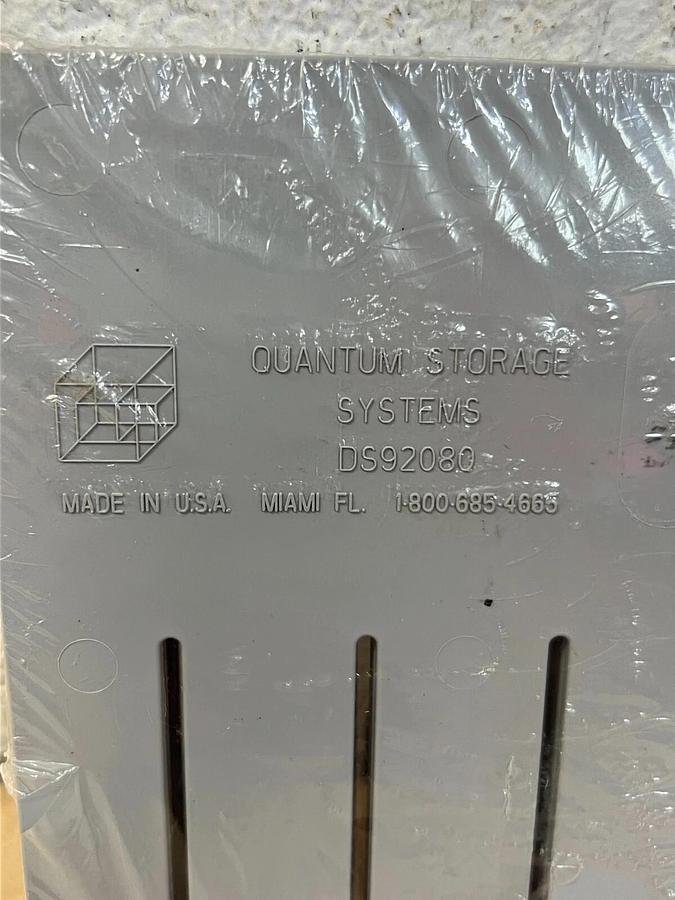 QUANTUM STORAGE
SYSTEMS
DS92080
MADE IN U.S.A. MIAMI FL. 1-800-685-4665